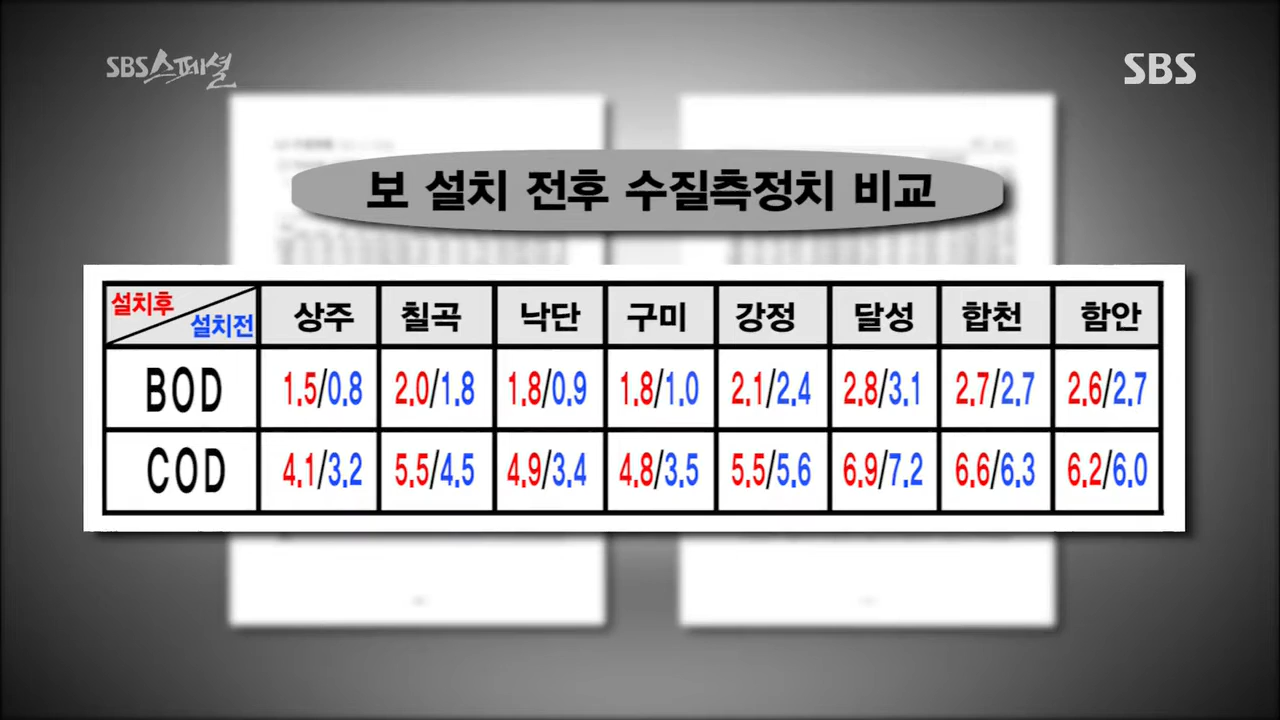 SBS스페셜
SBS
보 설치 전후 수질측정치 비교
설치후 설치전 상주 칠곡 낙단 구미 강정 달성 합천 함안
BOD 1.5/0.8 2.0/1.8 1.8/0.9 1.8/1.0 2.1/2.4 2.8/3.1 2.7/2.7 2.6/2.7
COD 4.1/3.2 5.5/4.5 4.9/3.4 4.8/3.5 5.5/5.6 6.9/7.2 6.6/6.3 6.2/6.0